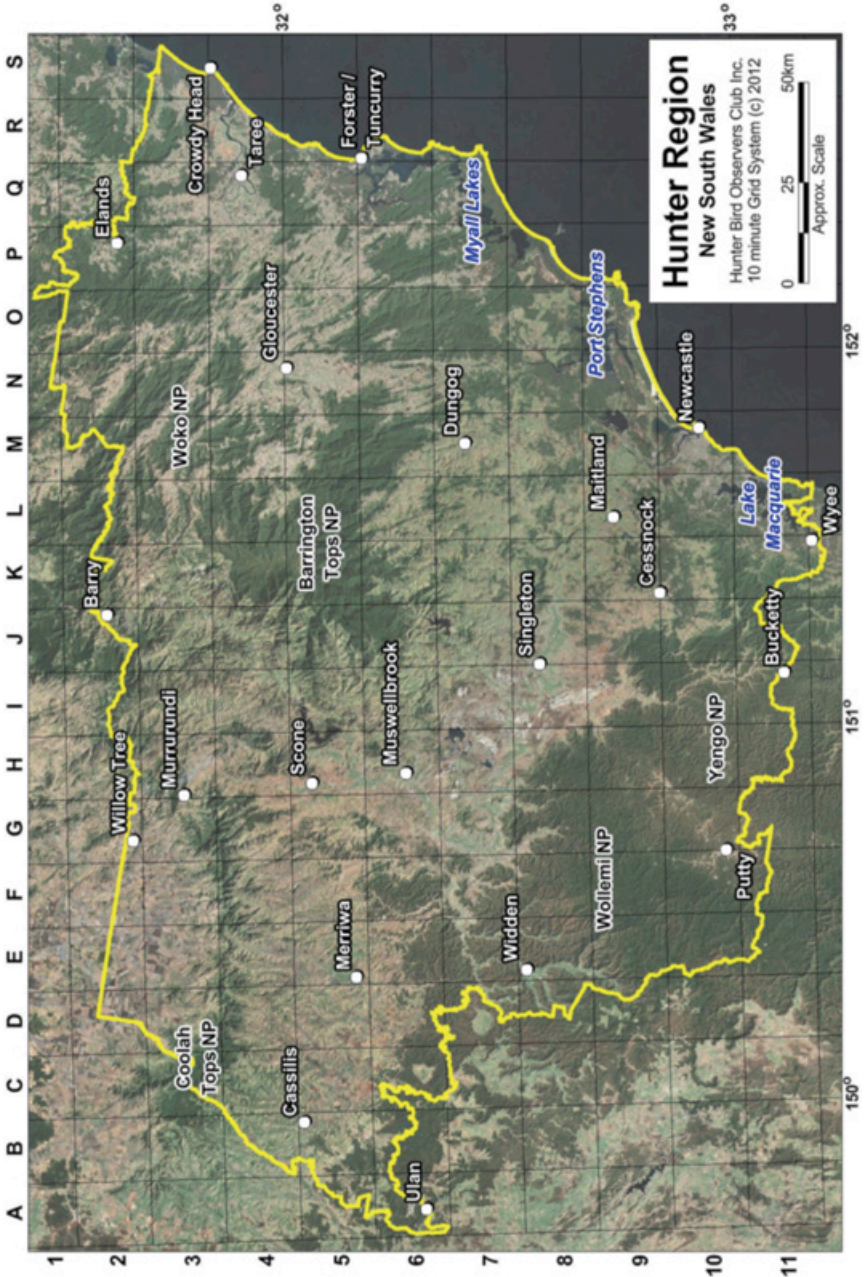 A
B
C
D
E
F
G
H
I
J
K
L
M
N
O
P
Q
R
S
1
2
3
4
5
6
7
8
9
10
11
32°
33°
150°
151°
152°
Elands
Crowdy Head
Taree
Forster /
Tuncurry
Myall Lakes
Gloucester
Woko NP
Port Stephens
Dungog
Newcastle
Maitland
Barrington
Tops NP
Lake
Macquarie
Wyee
Cessnock
Barry
Singleton
Bucketty
Muswellbrook
Scone
Murrurundi
Willow Tree
Yengo NP
Putty
Wollemi NP
Widden
Merriwa
Coolah
Tops NP
Cassilis
Ulan
Hunter Region
New South Wales
Hunter Bird Observers Club Inc.
10 minute Grid System (c) 2012
0 25 50km
Approx. Scale